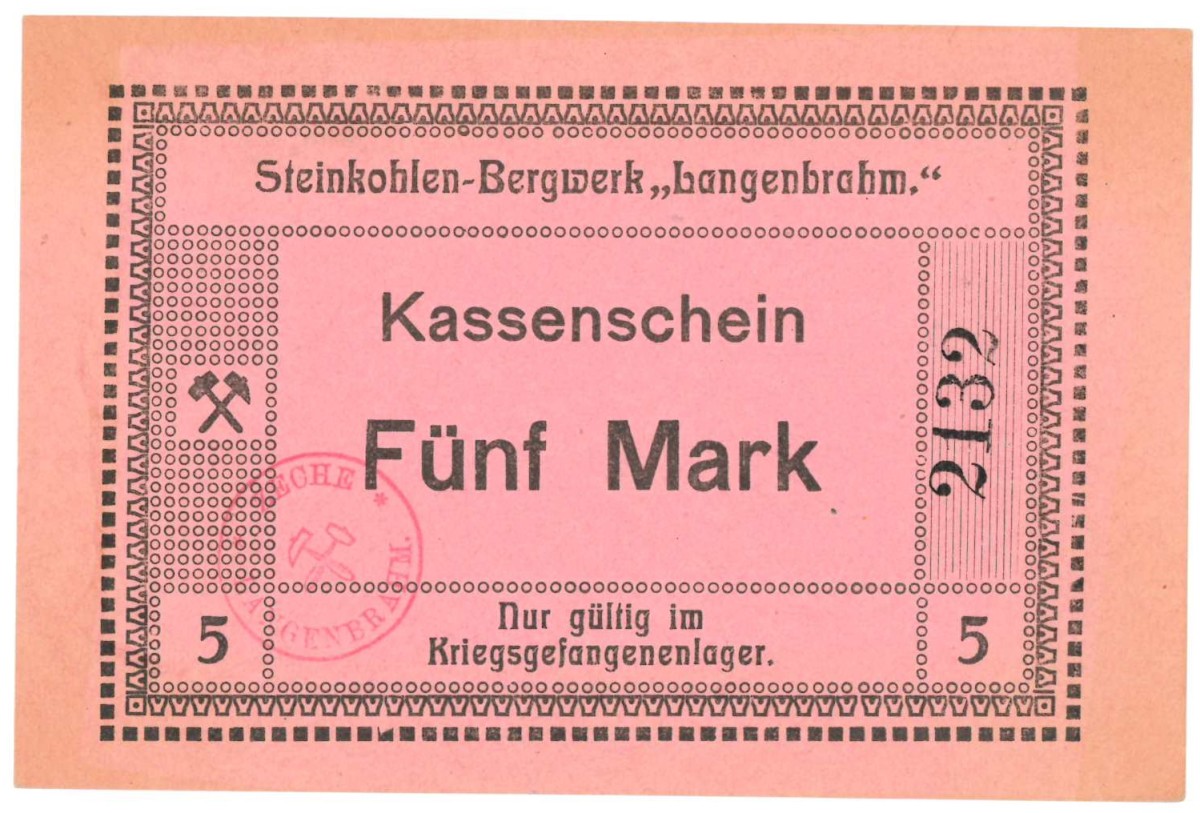 Steinkohlen-Bergwerk „Langenbrahm.“
Kassenschein
Fünf Mark
2132
ZECHE *
LANGENBRAHM.
5
Nur gültig im
Kriegsgefangenenlager.
5